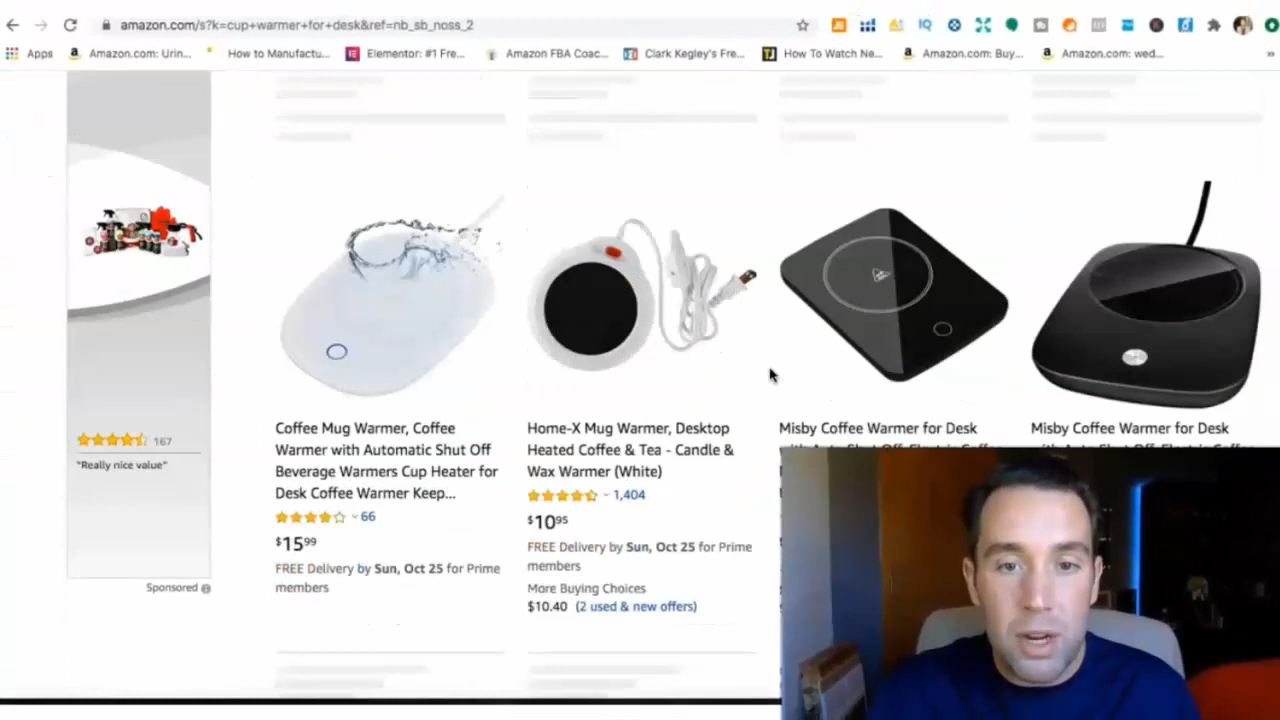 amazon.com/s?k=cup+warmer+for+desk&ref=nb_sb_noss_2
Apps
Amazon.com: Urin...
How to Manufactu...
Elementor: #1 Fre...
Amazon FBA Coac...
Clark Kegley's Fre...
How To Watch Ne...
Amazon.com: Buy...
Amazon.com: wed...
»
167
"Really nice value"
Sponsored
Coffee Mug Warmer, Coffee
Warmer with Automatic Shut Off
Beverage Warmers Cup Heater for
Desk Coffee Warmer Keep...
66
$15 99
FREE Delivery by Sun, Oct 25 for Prime
members
Home-X Mug Warmer, Desktop
Heated Coffee & Tea - Candle &
Wax Warmer (White)
1,404
$10 95
FREE Delivery by Sun, Oct 25 for Prime
members
More Buying Choices
$10.40 (2 used & new offers)
Misby Coffee Warmer for Desk
Misby Coffee Warmer for Desk